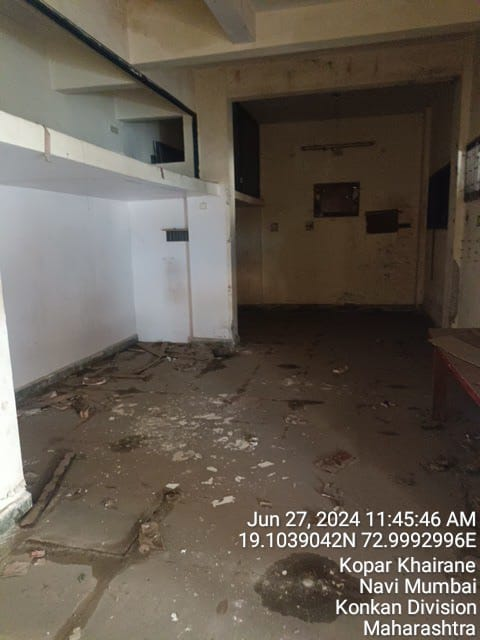 Jun 27, 2024 11:45:46 AM
19.1039042N 72.9992996E
Kopar Khairane
Navi Mumbai
Konkan Division
Maharashtra